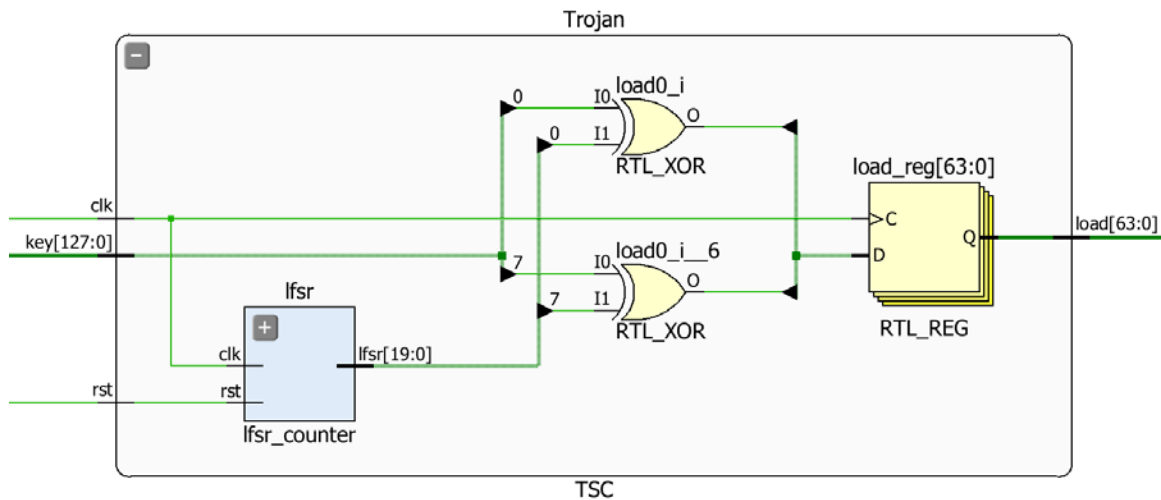 Trojan
load0_i
0
I0
0
I1
O
RTL_XOR
load_reg[63:0]
clk
C
key[127:0]
D
Q
load[63:0]
load0_i__6
7
I0
7
I1
O
RTL_XOR
RTL_REG
lfsr
clk
lfsr[19:0]
rst
rst
lfsr_counter
TSC